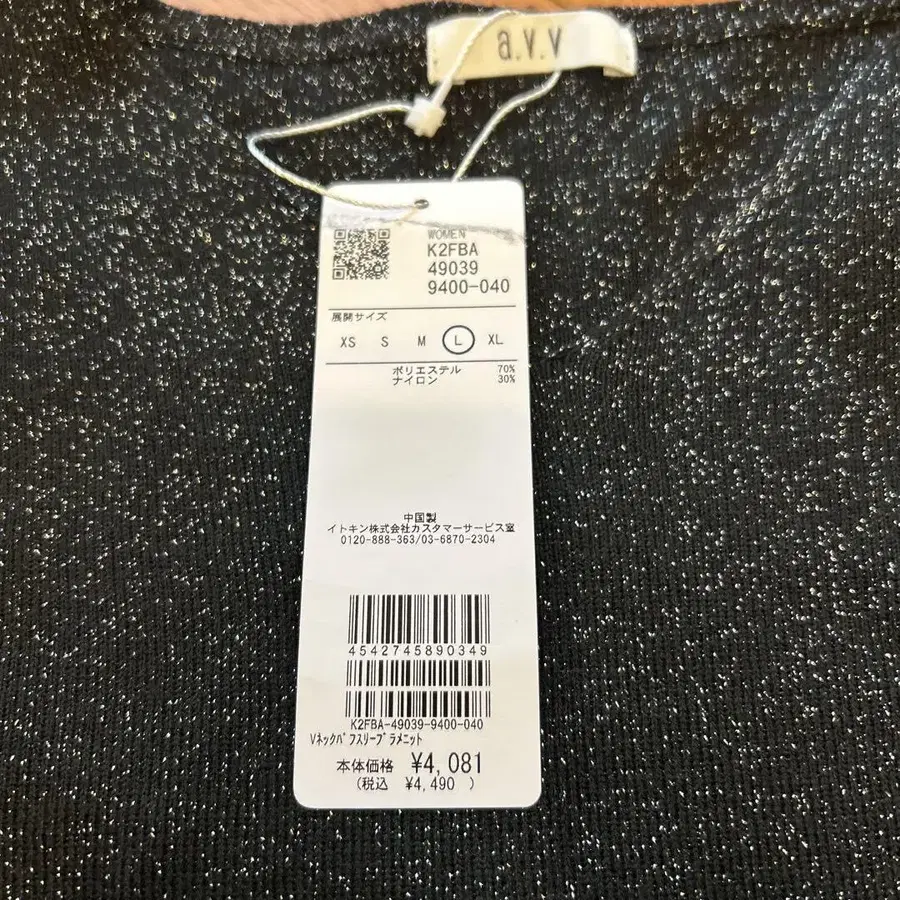 a.v.v
WOMEN
K2FBA
49039
9400-040
展開サイズ
XS S M L XL
ポリエステル 70%
ナイロン 30%
中国製
イトキン株式会社カスタマーサービス室
0120-888-363/03-6870-2304
4542745890349
K2FBA-49039-9400-040
Vネックパフスリーブラメニット
本体価格 ¥4,081
(税込 ¥4,490 )